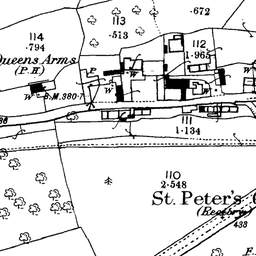 113
.513
.672
114
.794
112
1.965
Queens Arms
(P.H.)
P
W
W
W
W
B.M. 380.7
111
1.134
110
2.548
St. Peter's
(Rectory)
433